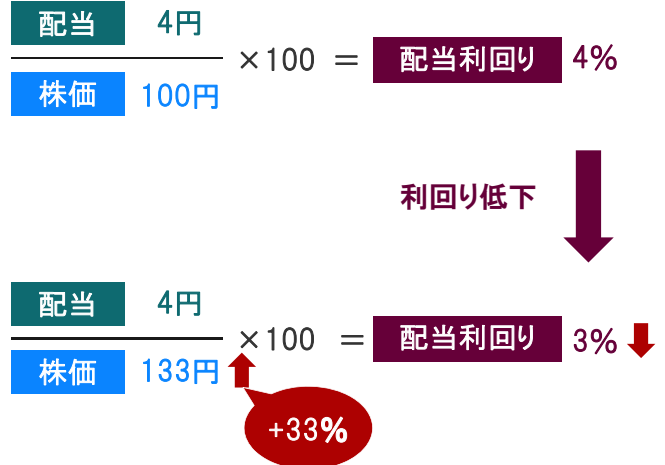 配当 4円
株価 100円
×100 = 配当利回り 4%
利回り低下
配当 4円
株価 133円
×100 = 配当利回り 3%
+33%